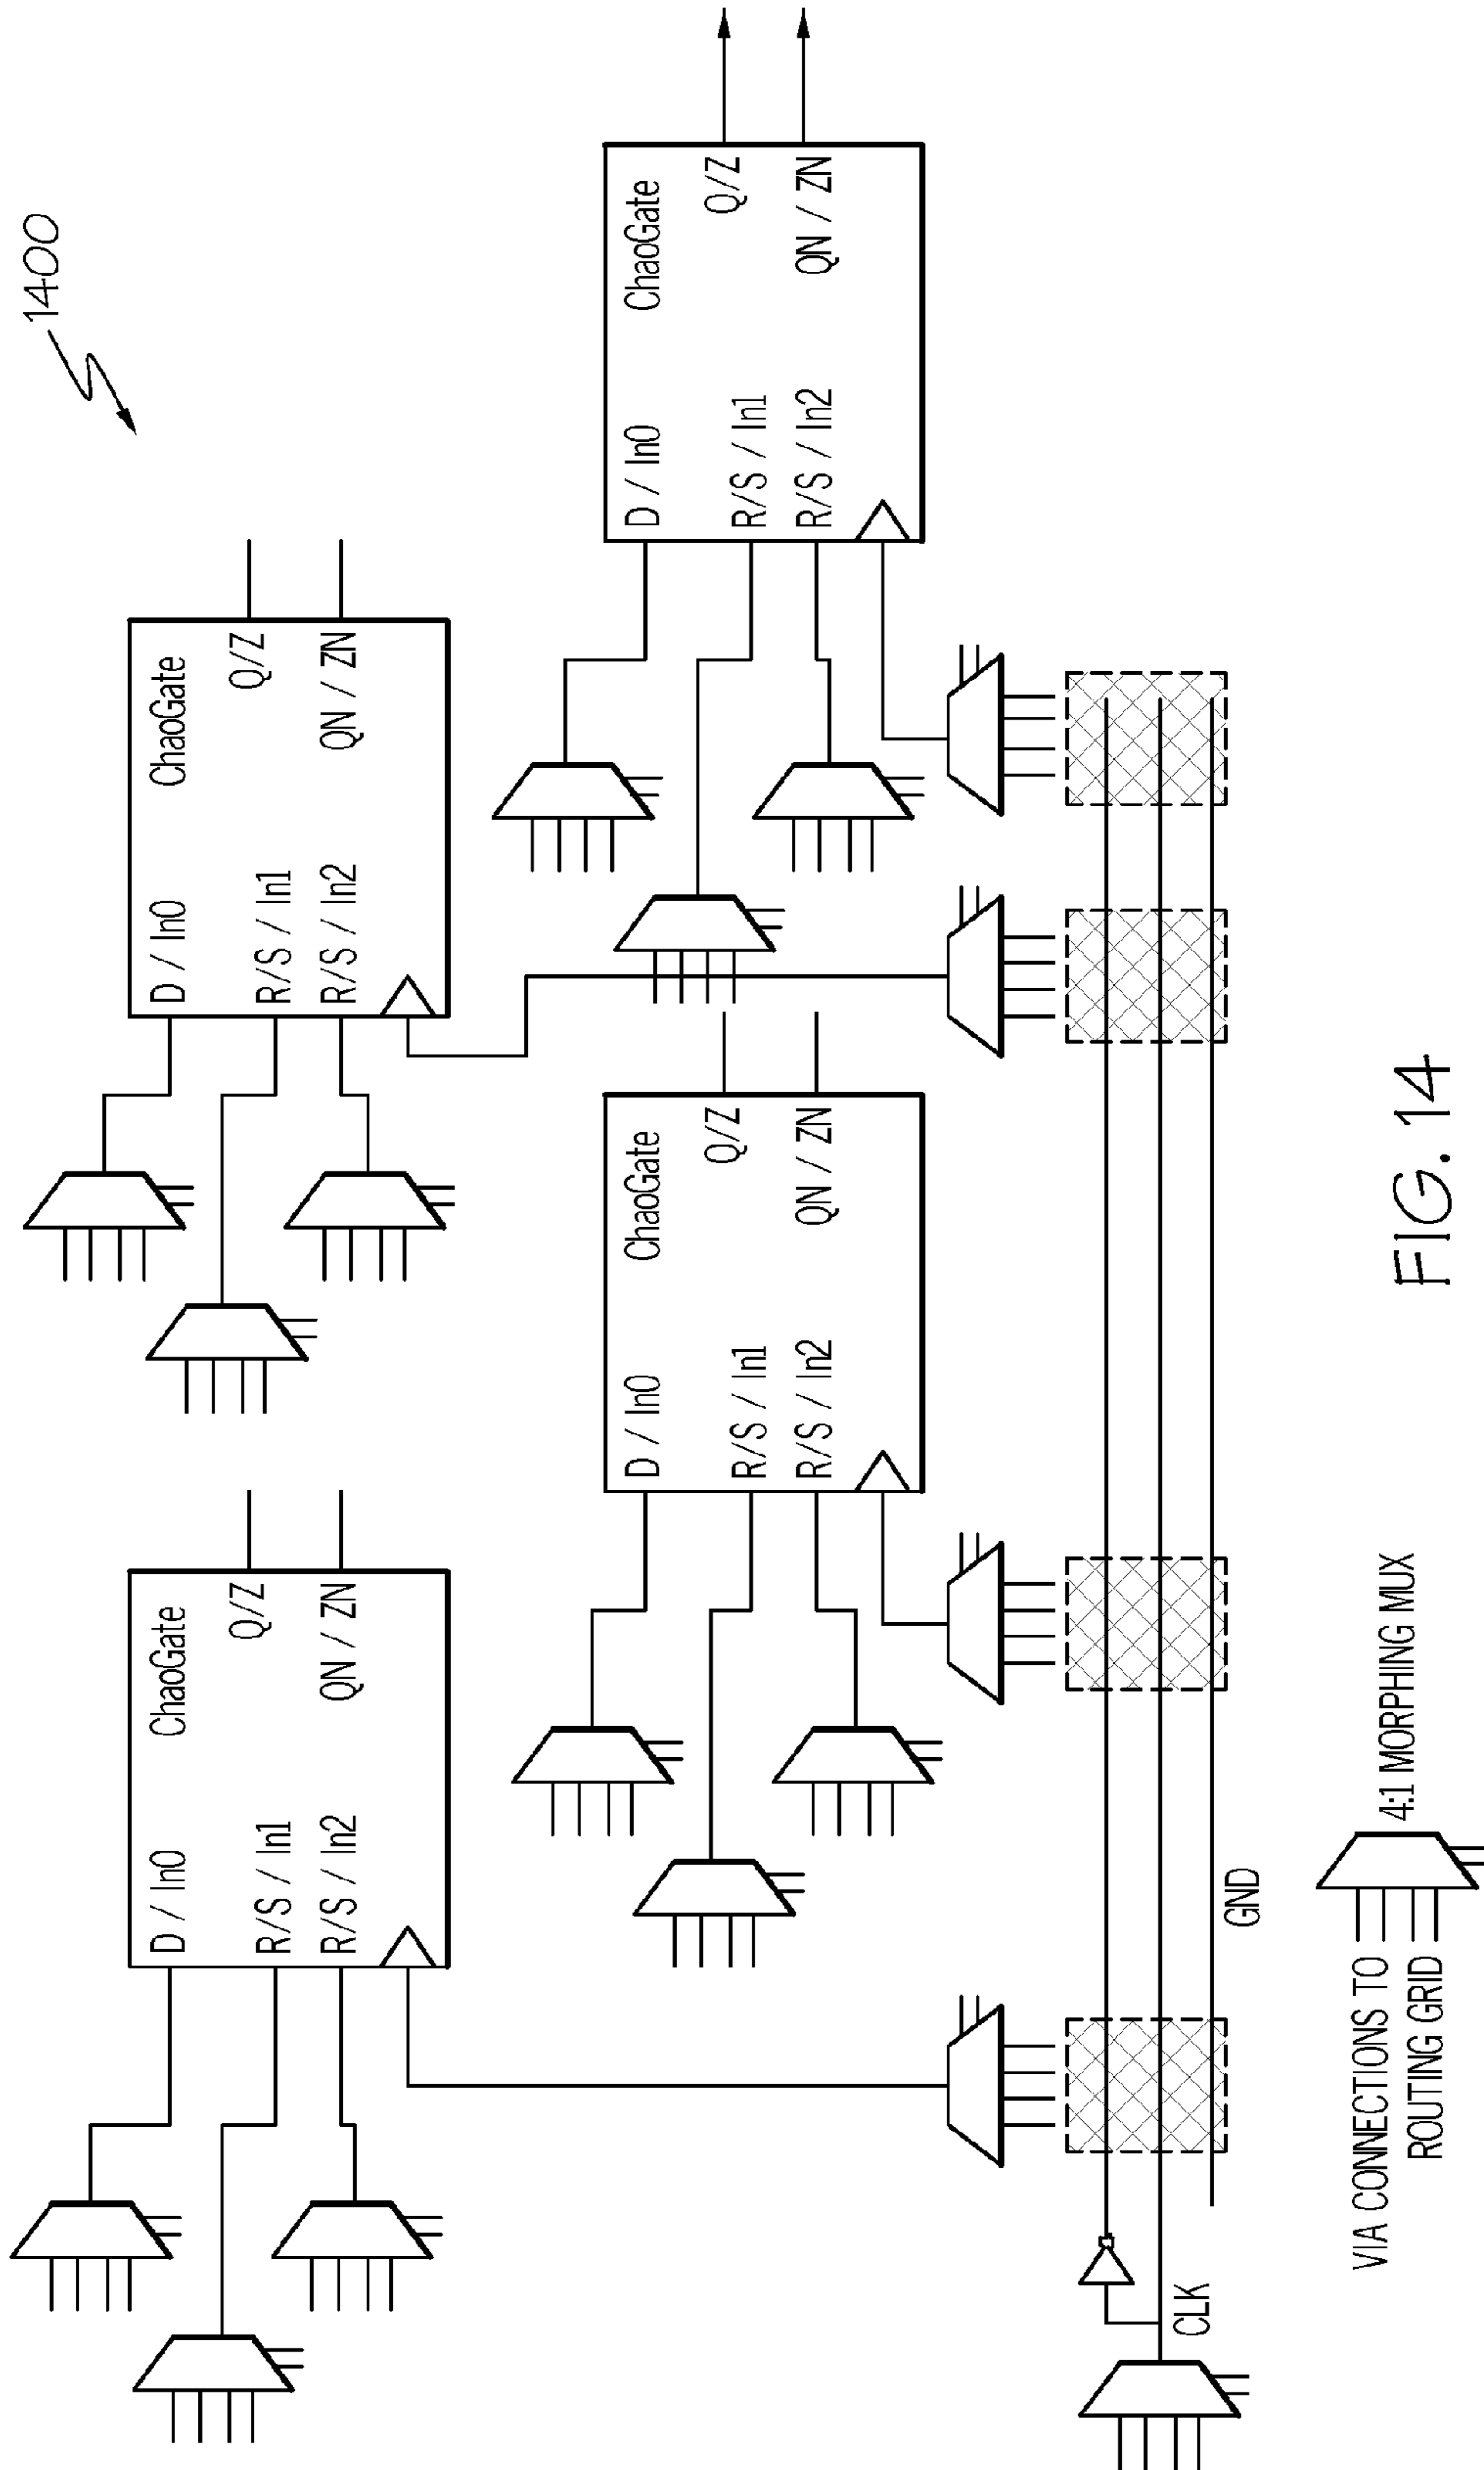 1400
ChaoGate
D / In0
Q/Z
R/S / In1
QN / ZN
R/S / In2
ChaoGate
D / In0
Q/Z
R/S / In1
QN / ZN
R/S / In2
ChaoGate
D / In0
Q/Z
R/S / In1
QN / ZN
R/S / In2
ChaoGate
D / In0
Q/Z
R/S / In1
QN / ZN
R/S / In2
CLK
GND
VIA CONNECTIONS TO
ROUTING GRID
4:1 MORPHING MUX
FIG. 14